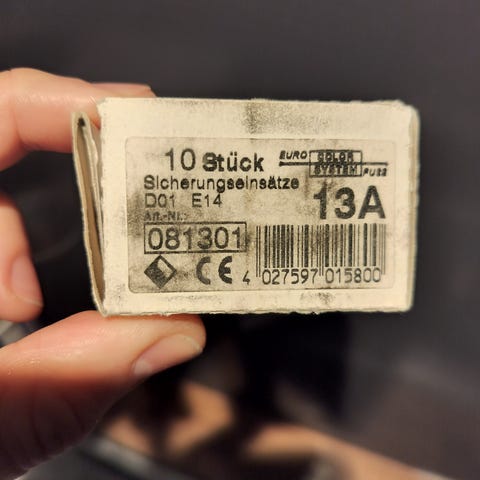 10 Stück
EURO COLOR SYSTEM FUSE
Sicherungseinsätze
D01 E14
13A
Art.-Nr.:
081301
CE
4 027597 015800